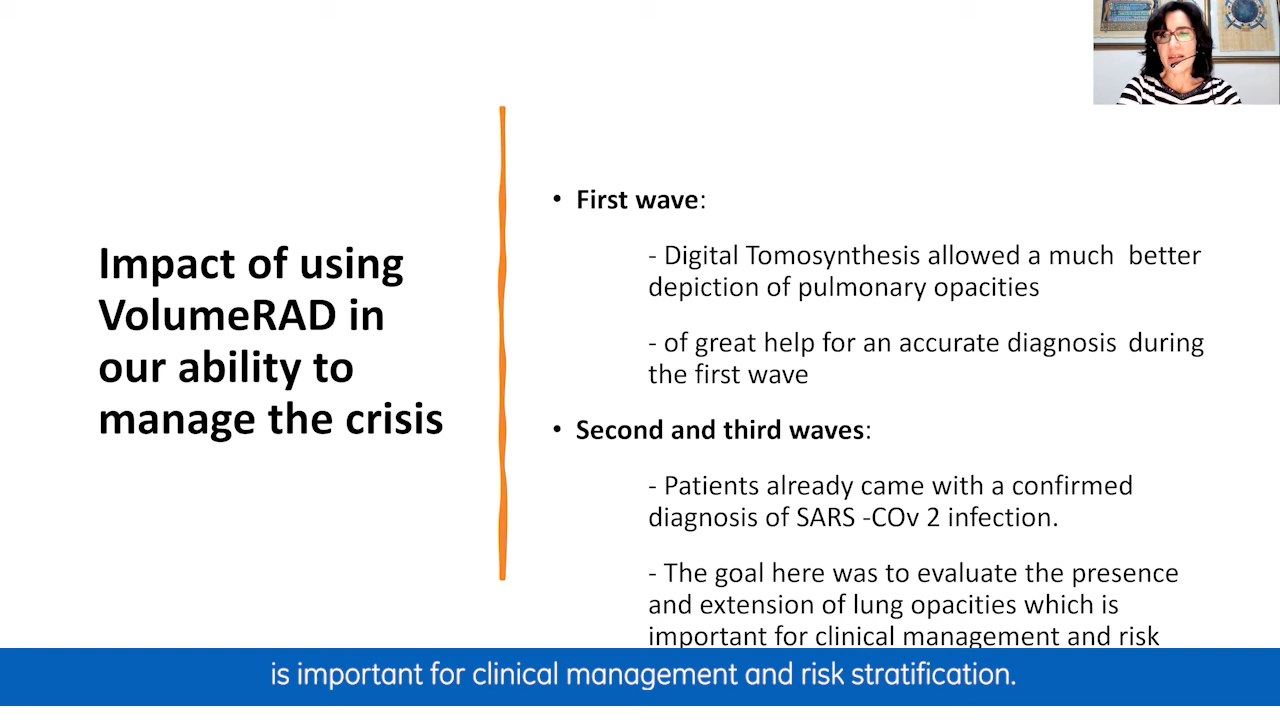 Impact of using
VolumeRAD in
our ability to
manage the crisis
• First wave:
- Digital Tomosynthesis allowed a much better
depiction of pulmonary opacities
- of great help for an accurate diagnosis during
the first wave
• Second and third waves:
- Patients already came with a confirmed
diagnosis of SARS -COv 2 infection.
- The goal here was to evaluate the presence
and extension of lung opacities which is
important for clinical management and risk
is important for clinical management and risk stratification.